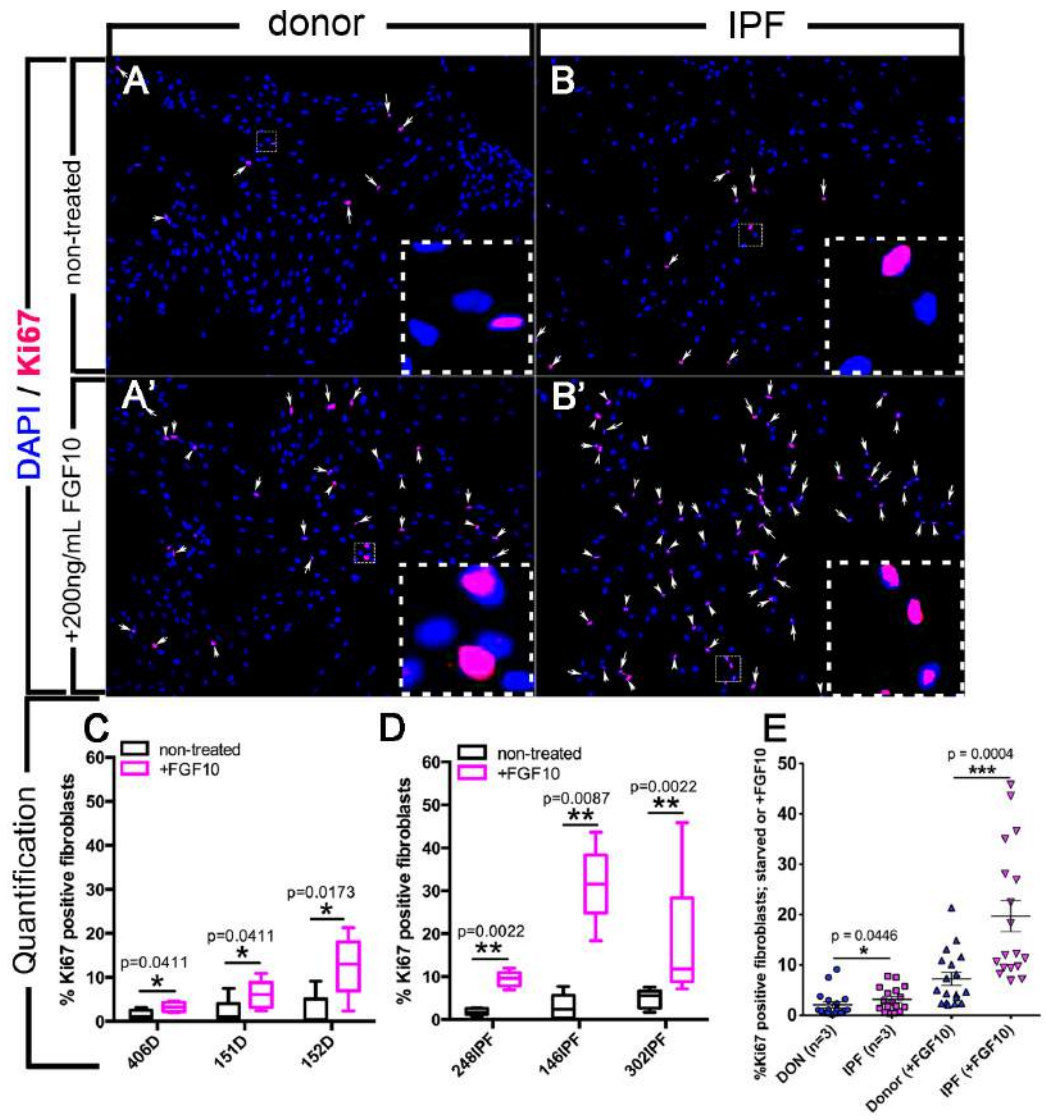 donor
IPF
DAPI / Ki67
non-treated
+200ng/mL FGF10
Quantification
A
B
A'
B'
C
non-treated
+FGF10
% Ki67 positive fibroblasts
60
50
40
30
20
10
0
p=0.0411
*
p=0.0411
*
p=0.0173
*
406D
151D
152D
D
non-treated
+FGF10
% Ki67 positive fibroblasts
60
50
40
30
20
10
0
p=0.0022
**
p=0.0087
**
p=0.0022
**
248IPF
146IPF
302IPF
E
%Ki67 positive fibroblasts; starved or +FGF10
50
40
30
20
10
0
p = 0.0446
*
p = 0.0004
***
DON (n=3)
IPF (n=3)
Donor (+FGF10)
IPF (+FGF10)